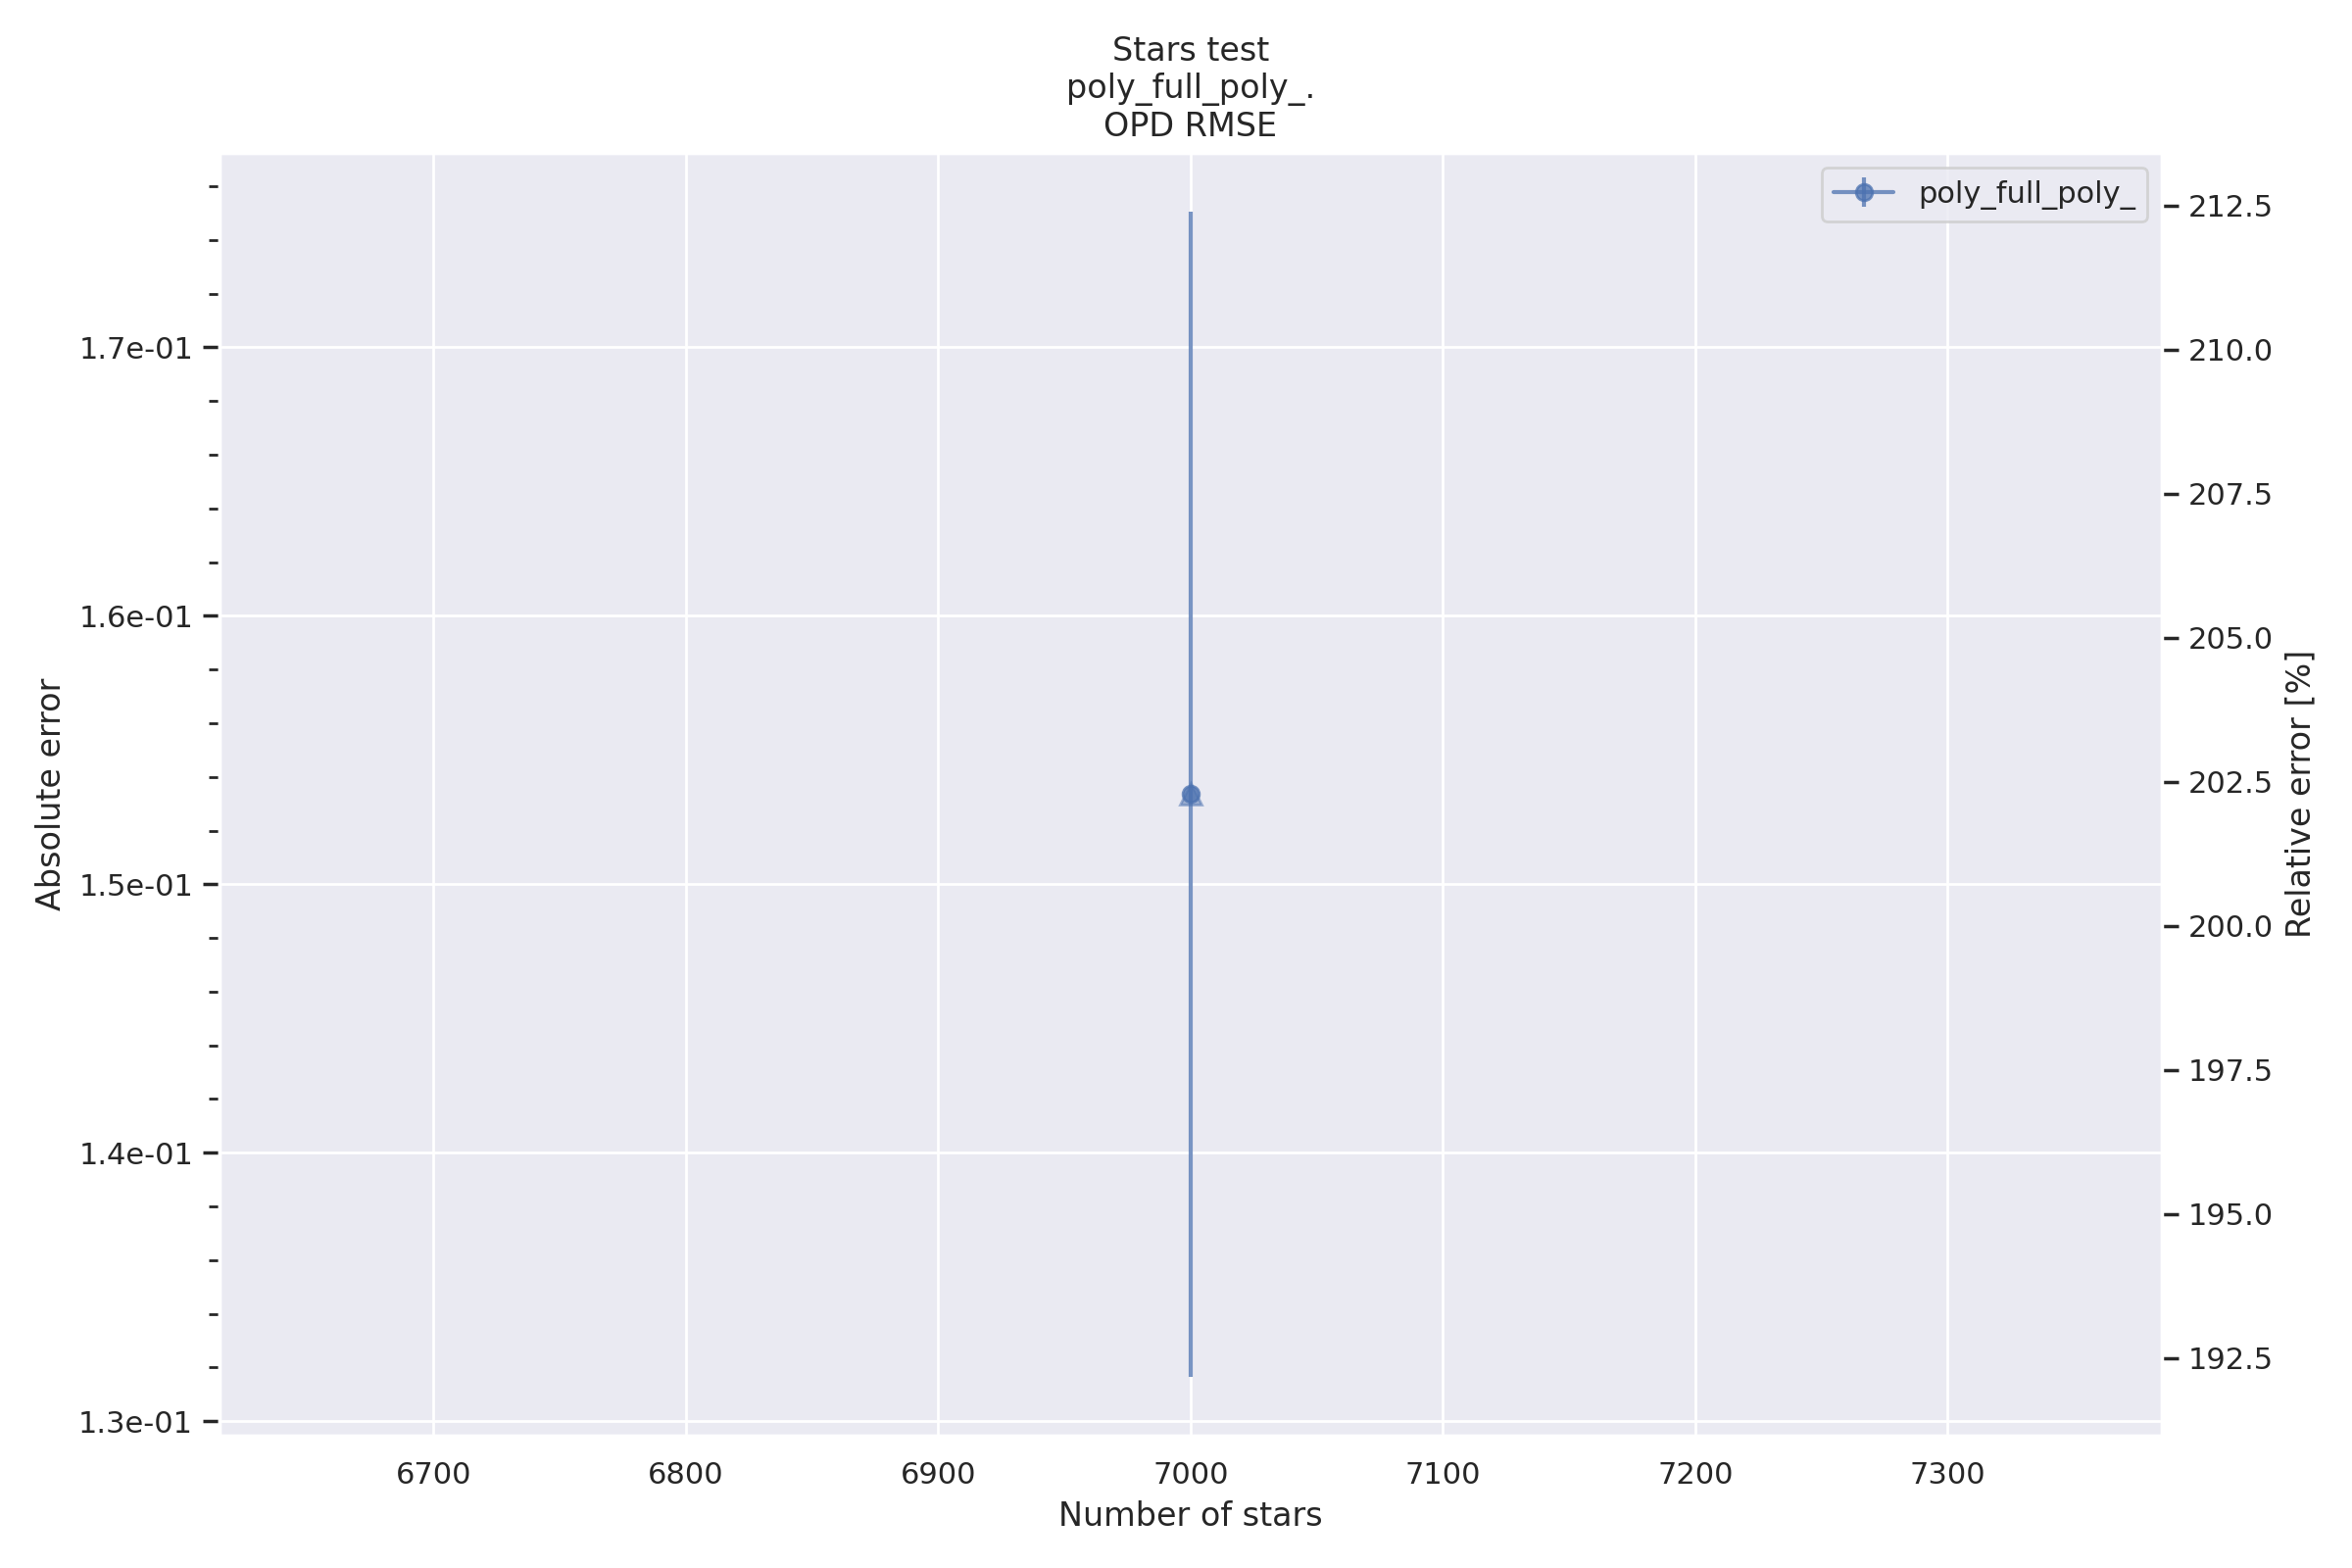 Stars test
poly_full_poly_.
OPD RMSE
poly_full_poly_
Absolute error
1.7e-01
1.6e-01
1.5e-01
1.4e-01
1.3e-01
212.5
210.0
207.5
205.0
202.5
200.0
197.5
195.0
192.5
Relative error [%]
6700 6800 6900 7000 7100 7200 7300
Number of stars